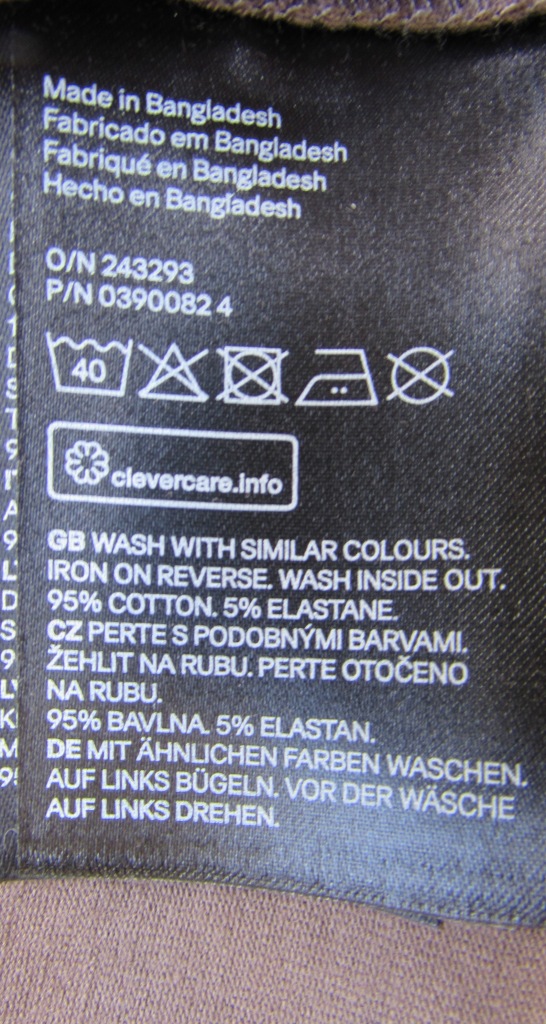 Made in Bangladesh
Fabricado em Bangladesh
Fabriqué en Bangladesh
Hecho en Bangladesh
O/N 243293
P/N 0390082 4
40
clevercare.info
GB WASH WITH SIMILAR COLOURS.
IRON ON REVERSE. WASH INSIDE OUT.
95% COTTON. 5% ELASTANE.
CZ PERTE S PODOBNÝMI BARVAMI.
ŽEHLIT NA RUBU. PERTE OTOČENO
NA RUBU.
95% BAVLNA. 5% ELASTAN.
DE MIT ÄHNLICHEN FARBEN WASCHEN.
AUF LINKS BÜGELN. VOR DER WÄSCHE
AUF LINKS DREHEN.